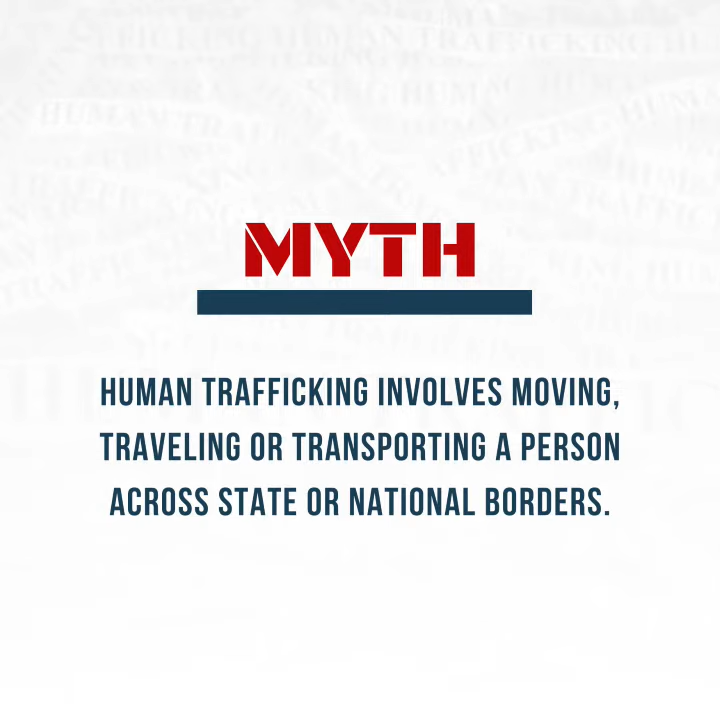 MYTH
HUMAN TRAFFICKING INVOLVES MOVING,
TRAVELING OR TRANSPORTING A PERSON
ACROSS STATE OR NATIONAL BORDERS.